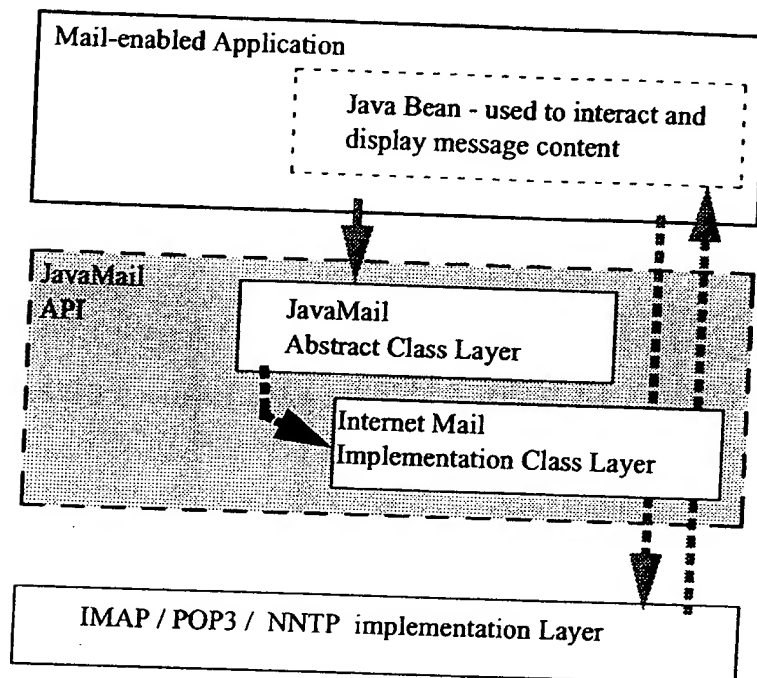 Mail-enabled Application
Java Bean - used to interact and
display message content
JavaMail
API
JavaMail
Abstract Class Layer
Internet Mail
Implementation Class Layer
IMAP / POP3 / NNTP implementation Layer